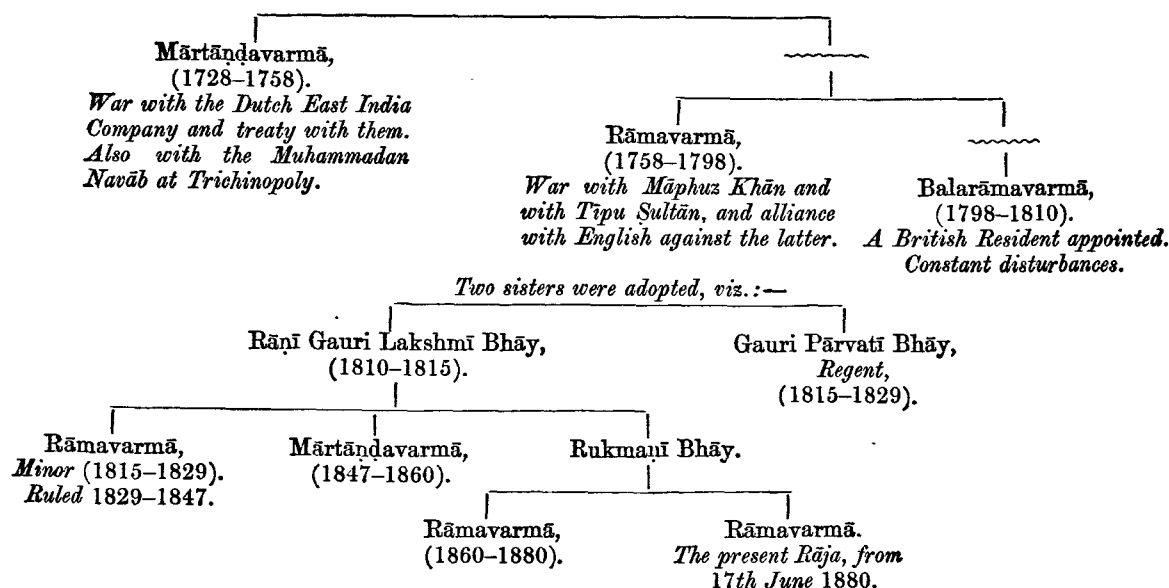 Mārtāṇḍavarmā,
(1728–1758).
War with the Dutch East India
Company and treaty with them.
Also with the Muhammadan
Navāb at Trichinopoly.
Rāmavarmā,
(1758–1798).
War with Māphuz Khān and
with Tīpu Ṣultān, and alliance
with English against the latter.
Balarāmavarmā,
(1798–1810).
A British Resident appointed.
Constant disturbances.
Two sisters were adopted, viz.:—
Rāṇī Gauri Lakshmī Bhāy,
(1810–1815).
Gauri Pārvatī Bhāy,
Regent,
(1815–1829).
Rāmavarmā,
Minor (1815–1829).
Ruled 1829–1847.
Mārtāṇḍavarmā,
(1847–1860).
Rukmaṇī Bhāy.
Rāmavarmā,
(1860–1880).
Rāmavarmā.
The present Rāja, from
17th June 1880.